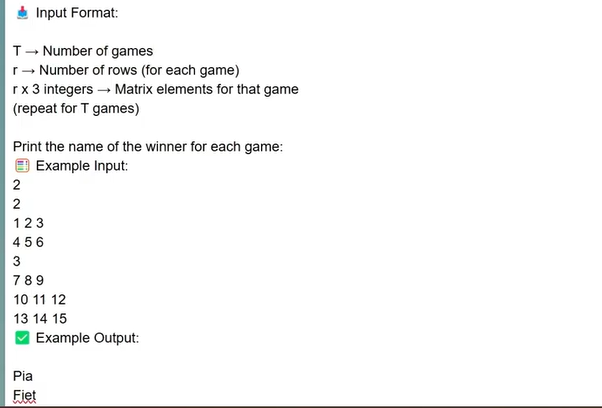 📥 Input Format:
T → Number of games
r → Number of rows (for each game)
r x 3 integers → Matrix elements for that game
(repeat for T games)
Print the name of the winner for each game:
🧾 Example Input:
2
2
1 2 3
4 5 6
3
7 8 9
10 11 12
13 14 15
✅ Example Output:
Pia
Fiet